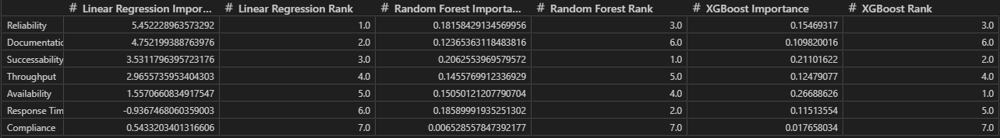 # Linear Regression Impor... # Linear Regression Rank # Random Forest Importa... # Random Forest Rank # XGBoost Importance # XGBoost Rank
Reliability 5.452228963573292 1.0 0.18158429134569956 3.0 0.15469317 3.0
Documentatic 4.752199388763976 2.0 0.12365363118483816 6.0 0.109820016 6.0
Successability 3.5311796395723176 3.0 0.2062553969579572 1.0 0.21101622 2.0
Throughput 2.9655735953404303 4.0 0.1455769912336929 5.0 0.12479077 4.0
Availability 1.5570660834917547 5.0 0.15050121207790704 4.0 0.26688626 1.0
Response Tim -0.9367468060359003 6.0 0.18589991935251302 2.0 0.11513554 5.0
Compliance 0.5433203401316606 7.0 0.006528557847392177 7.0 0.017658034 7.0